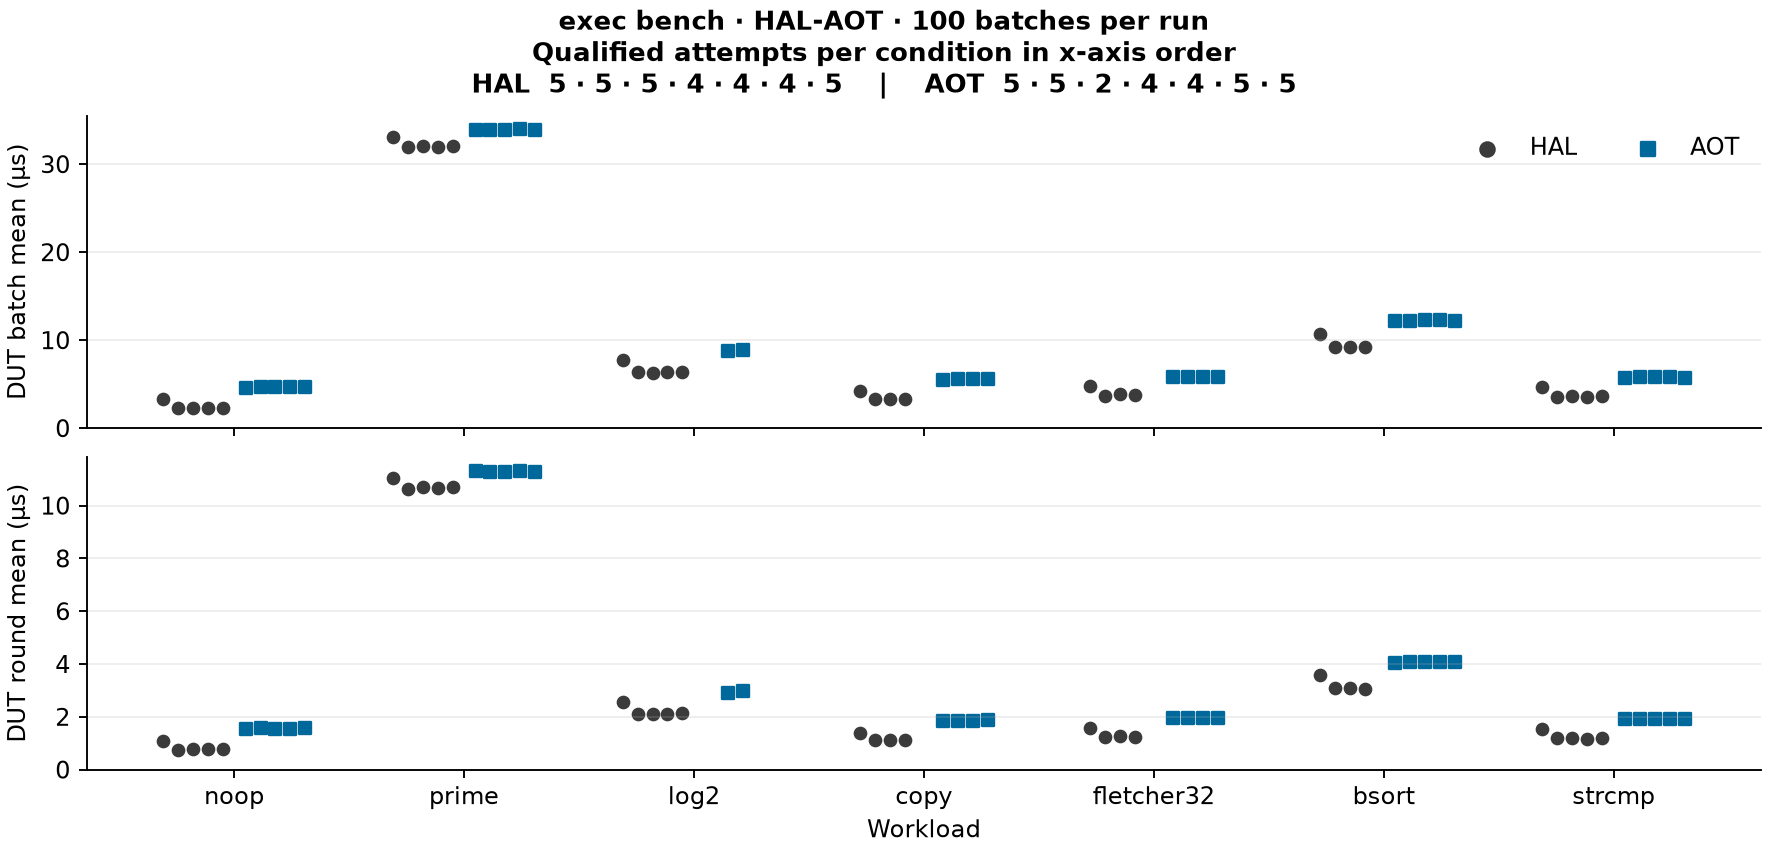 exec bench · HAL-AOT · 100 batches per run
Qualified attempts per condition in x-axis order
HAL 5 · 5 · 5 · 4 · 4 · 4 · 5 | AOT 5 · 5 · 2 · 4 · 4 · 5 · 5
DUT batch mean (µs)
30
20
10
0
HAL
AOT
DUT round mean (µs)
10
8
6
4
2
0
noop
prime
log2
copy
fletcher32
bsort
strcmp
Workload